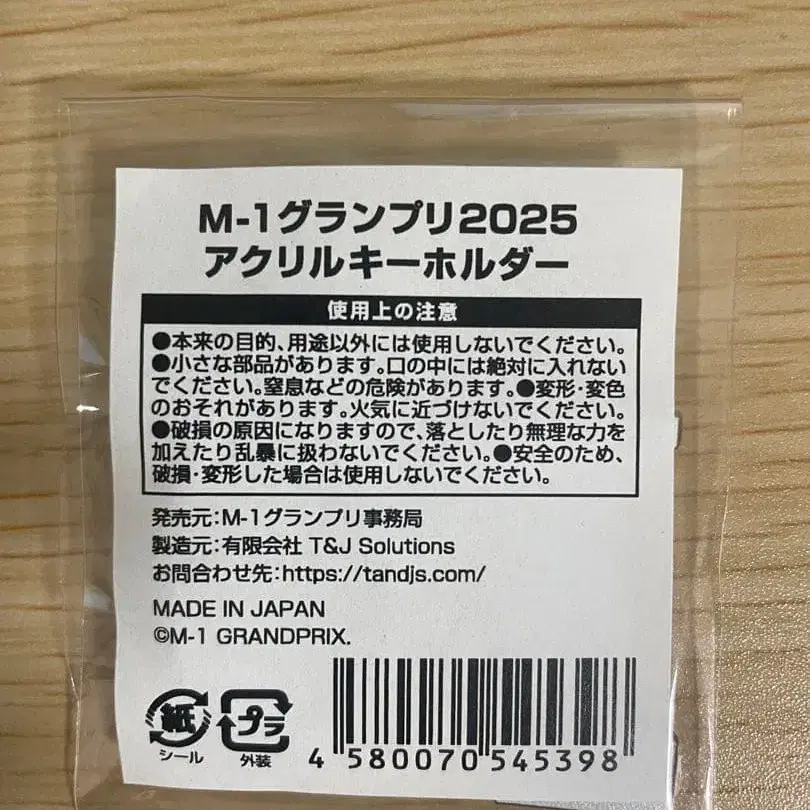 M-1グランプリ2025
アクリルキーホルダー
使用上の注意
●本来の目的、用途以外には使用しないでください。
●小さな部品があります。口の中には絶対に入れない
でください。窒息などの危険があります。●変形・変色
のおそれがあります。火気に近づけないでください。
●破損の原因になりますので、落としたり無理な力を
加えたり乱暴に扱わないでください。●安全のため、
破損・変形した場合は使用しないでください。
発売元：M-1グランプリ事務局
製造元：有限会社 T&J Solutions
お問合わせ先：https://tandjs.com/
MADE IN JAPAN
©M-1 GRANDPRIX.
紙
シール
プラ
外装
4 580070 545398